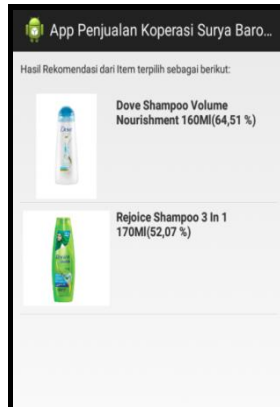 App Penjualan Koperasi Surya Baro...
Hasil Rekomendasi dari Item terpilih sebagai berikut:
Dove Shampoo Volume
Nourishment 160Ml(64,51 %)
Rejoice Shampoo 3 In 1
170Ml(52,07 %)